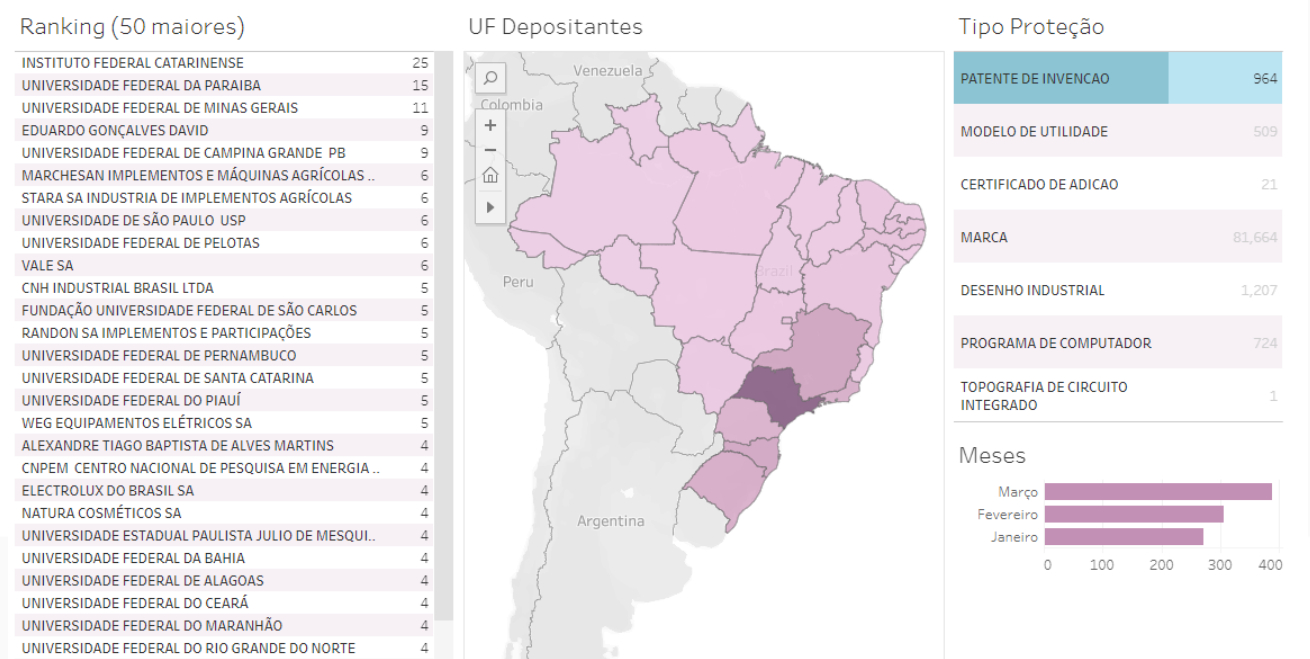 Ranking (50 maiores)
INSTITUTO FEDERAL CATARINENSE 25
UNIVERSIDADE FEDERAL DA PARAIBA 15
UNIVERSIDADE FEDERAL DE MINAS GERAIS 11
EDUARDO GONÇALVES DAVID 9
UNIVERSIDADE FEDERAL DE CAMPINA GRANDE PB 9
MARCHESAN IMPLEMENTOS E MÁQUINAS AGRÍCOLAS .. 6
STARA SA INDUSTRIA DE IMPLEMENTOS AGRÍCOLAS 6
UNIVERSIDADE DE SÃO PAULO USP 6
UNIVERSIDADE FEDERAL DE PELOTAS 6
VALE SA 6
CNH INDUSTRIAL BRASIL LTDA 5
FUNDAÇÃO UNIVERSIDADE FEDERAL DE SÃO CARLOS 5
RANDON SA IMPLEMENTOS E PARTICIPAÇÕES 5
UNIVERSIDADE FEDERAL DE PERNAMBUCO 5
UNIVERSIDADE FEDERAL DE SANTA CATARINA 5
UNIVERSIDADE FEDERAL DO PIAUÍ 5
WEG EQUIPAMENTOS ELÉTRICOS SA 5
ALEXANDRE TIAGO BAPTISTA DE ALVES MARTINS 4
CNPEM CENTRO NACIONAL DE PESQUISA EM ENERGIA .. 4
ELECTROLUX DO BRASIL SA 4
NATURA COSMÉTICOS SA 4
UNIVERSIDADE ESTADUAL PAULISTA JULIO DE MESQUI.. 4
UNIVERSIDADE FEDERAL DA BAHIA 4
UNIVERSIDADE FEDERAL DE ALAGOAS 4
UNIVERSIDADE FEDERAL DO CEARÁ 4
UNIVERSIDADE FEDERAL DO MARANHÃO 4
UNIVERSIDADE FEDERAL DO RIO GRANDE DO NORTE 4
UF Depositantes
Venezuela
Colombia
Peru
Brazil
Argentina
Tipo Proteção
PATENTE DE INVENCAO 964
MODELO DE UTILIDADE 509
CERTIFICADO DE ADICAO 21
MARCA 81,664
DESENHO INDUSTRIAL 1,207
PROGRAMA DE COMPUTADOR 724
TOPOGRAFIA DE CIRCUITO
INTEGRADO 1
Meses
Março
Fevereiro
Janeiro
0 100 200 300 400